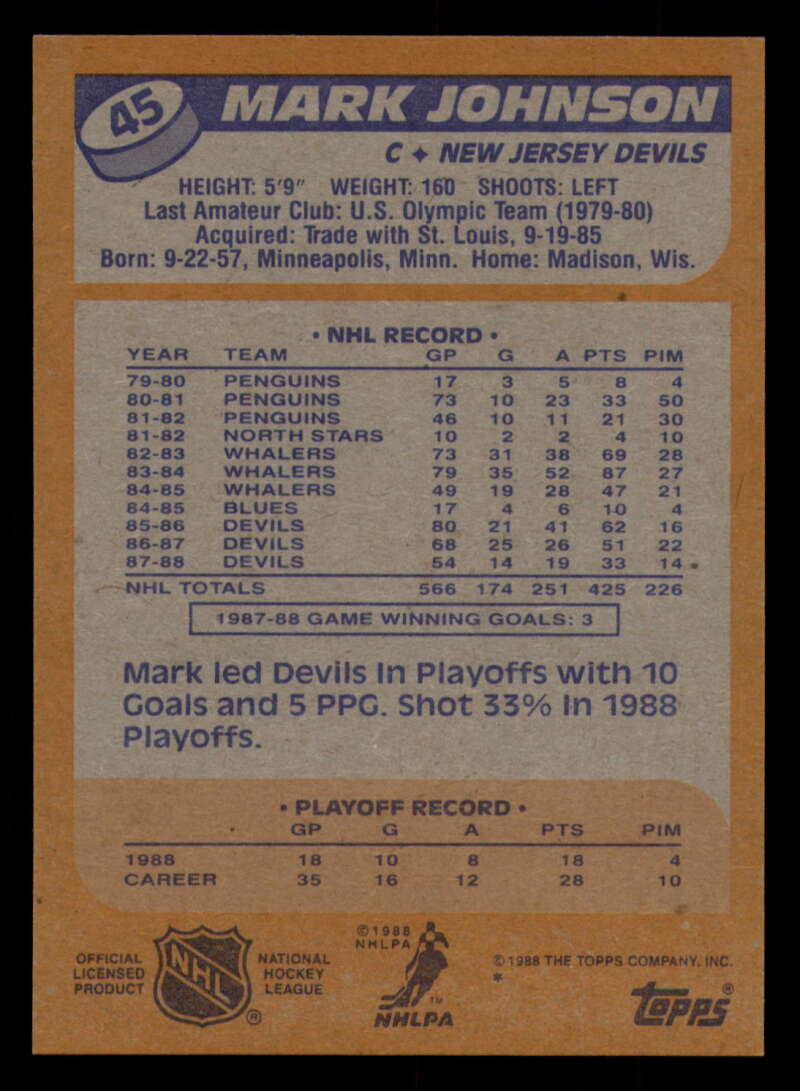 45
MARK JOHNSON
C ✦ NEW JERSEY DEVILS
HEIGHT: 5'9" WEIGHT: 160 SHOOTS: LEFT
Last Amateur Club: U.S. Olympic Team (1979-80)
Acquired: Trade with St. Louis, 9-19-85
Born: 9-22-57, Minneapolis, Minn. Home: Madison, Wis.
• NHL RECORD •
YEAR TEAM GP G A PTS PIM
79-80 PENGUINS 17 3 5 8 4
80-81 PENGUINS 73 10 23 33 50
81-82 PENGUINS 46 10 11 21 30
81-82 NORTH STARS 10 2 2 4 10
82-83 WHALERS 73 31 38 69 28
83-84 WHALERS 79 35 52 87 27
84-85 WHALERS 49 19 28 47 21
84-85 BLUES 17 4 6 10 4
85-86 DEVILS 80 21 41 62 16
86-87 DEVILS 68 25 26 51 22
87-88 DEVILS 54 14 19 33 14
NHL TOTALS 566 174 251 425 226
1987-88 GAME WINNING GOALS: 3
Mark led Devils In Playoffs with 10
Goals and 5 PPG. Shot 33% In 1988
Playoffs.
• PLAYOFF RECORD •
GP G A PTS PIM
1988 18 10 8 18 4
CAREER 35 16 12 28 10
OFFICIAL
LICENSED
PRODUCT
NHL
®
NATIONAL
HOCKEY
LEAGUE
©1988
NHLPA
TM
NHLPA
©1988 THE TOPPS COMPANY, INC.
*
topps®